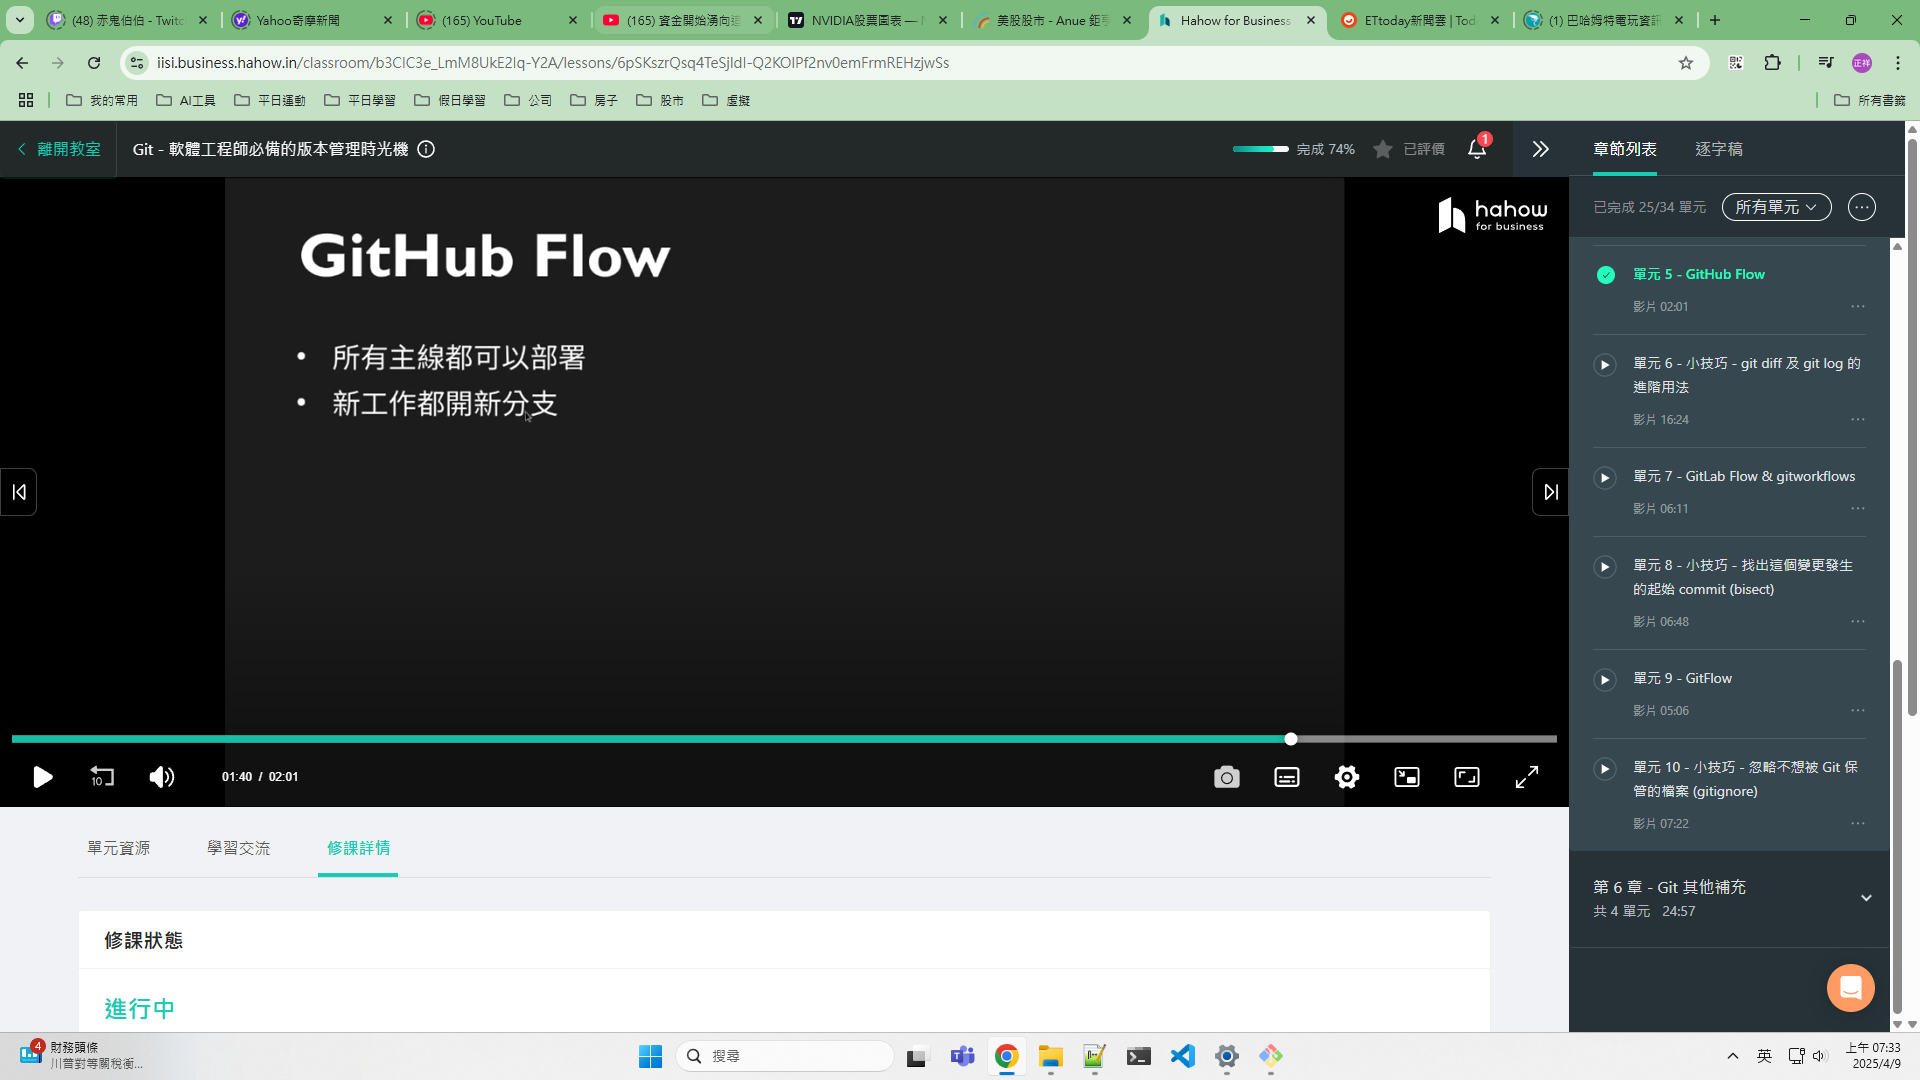 (48) 赤鬼伯伯 - Twitc
Yahoo奇摩新聞
(165) YouTube
(165) 資金開始湧向這
NVIDIA股票圖表 — N
美股股市 - Anue 鉅亨
Hahow for Business
ETtoday新聞雲 | Tod
(1) 巴哈姆特電玩資訊
iisi.business.hahow.in/classroom/b3ClC3e_LmM8UkE2Iq-Y2A/lessons/6pSKszrQsq4TeSjIdI-Q2KOIPf2nv0emFrmREHzjwSs
正祥
我的常用
AI工具
平日運動
平日學習
假日學習
公司
房子
股市
虛擬
所有書籤
離開教室
Git - 軟體工程師必備的版本管理時光機
完成 74%
已評價
1
章節列表
逐字稿
hahow
for business
GitHub Flow
• 所有主線都可以部署
• 新工作都開新分支
10
01:40 / 02:01
已完成 25/34 單元
所有單元
單元 5 - GitHub Flow
影片 02:01
單元 6 - 小技巧 - git diff 及 git log 的
進階用法
影片 16:24
單元 7 - GitLab Flow & gitworkflows
影片 06:11
單元 8 - 小技巧 - 找出這個變更發生
的起始 commit (bisect)
影片 06:48
單元 9 - GitFlow
影片 05:06
單元 10 - 小技巧 - 忽略不想被 Git 保
管的檔案 (gitignore)
影片 07:22
第 6 章 - Git 其他補充
共 4 單元 24:57
單元資源
學習交流
修課詳情
修課狀態
進行中
4
財務頭條
川普對等關稅衝...
搜尋
英
上午 07:33
2025/4/9